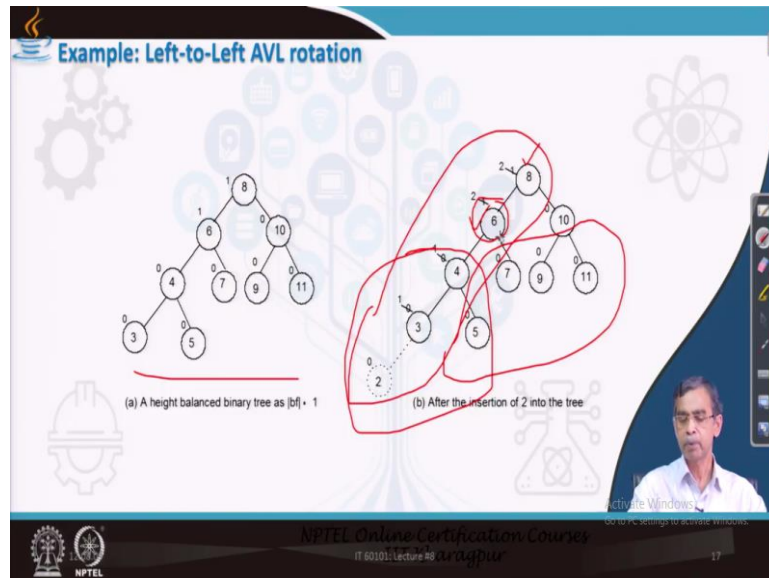 Example: Left-to-Left AVL rotation
1 8
1 6
0 10
0 4
0 7
0 9
0 11
0 3
0 5
2 1 8
2 1 6
0 10
1 0 4
0 7
0 9
0 11
1 0 3
0 5
0 2
(a) A height balanced binary tree as |bf| • 1
(b) After the insertion of 2 into the tree
Activate Windows
Go to PC settings to activate Windows.
NPTEL Online Certification Courses
IT 60101: Lecture #8
Kharagpur
17
NPTEL